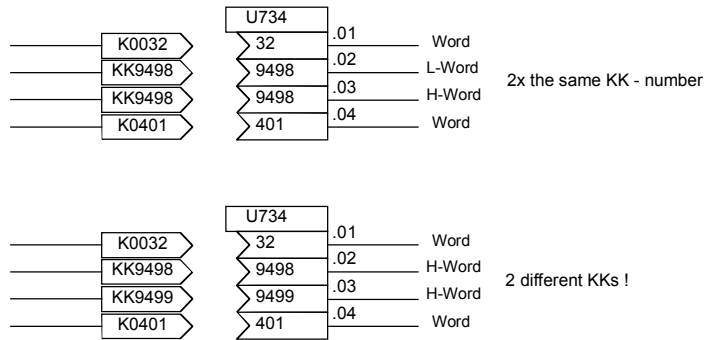 U734
K0032 32 .01 Word
KK9498 9498 .02 L-Word
KK9498 9498 .03 H-Word
K0401 401 .04 Word
2x the same KK - number
U734
K0032 32 .01 Word
KK9498 9498 .02 H-Word
KK9499 9499 .03 H-Word
K0401 401 .04 Word
2 different KKs !